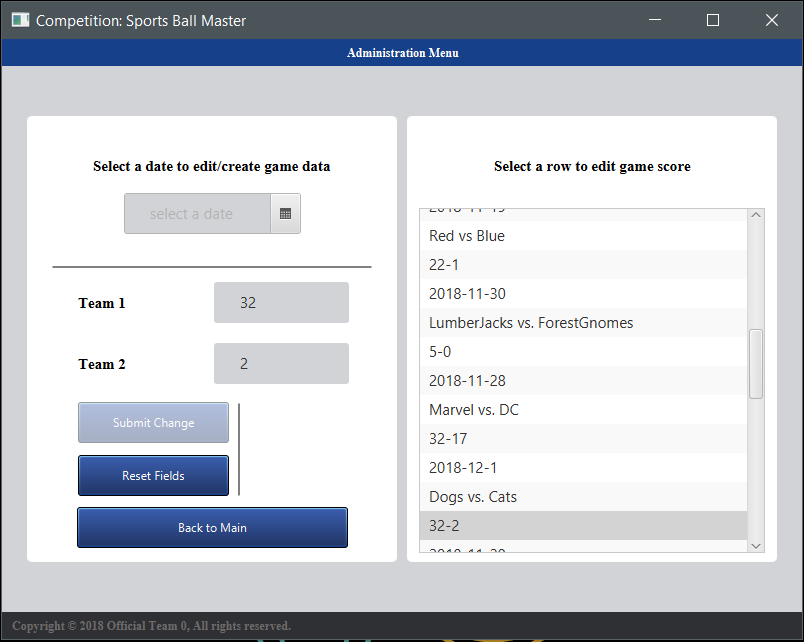 Competition: Sports Ball Master
Administration Menu
Select a date to edit/create game data
select a date
Team 1
32
Team 2
2
Submit Change
Reset Fields
Back to Main
Select a row to edit game score
Red vs Blue
22-1
2018-11-30
LumberJacks vs. ForestGnomes
5-0
2018-11-28
Marvel vs. DC
32-17
2018-12-1
Dogs vs. Cats
32-2
Copyright © 2018 Official Team 0, All rights reserved.